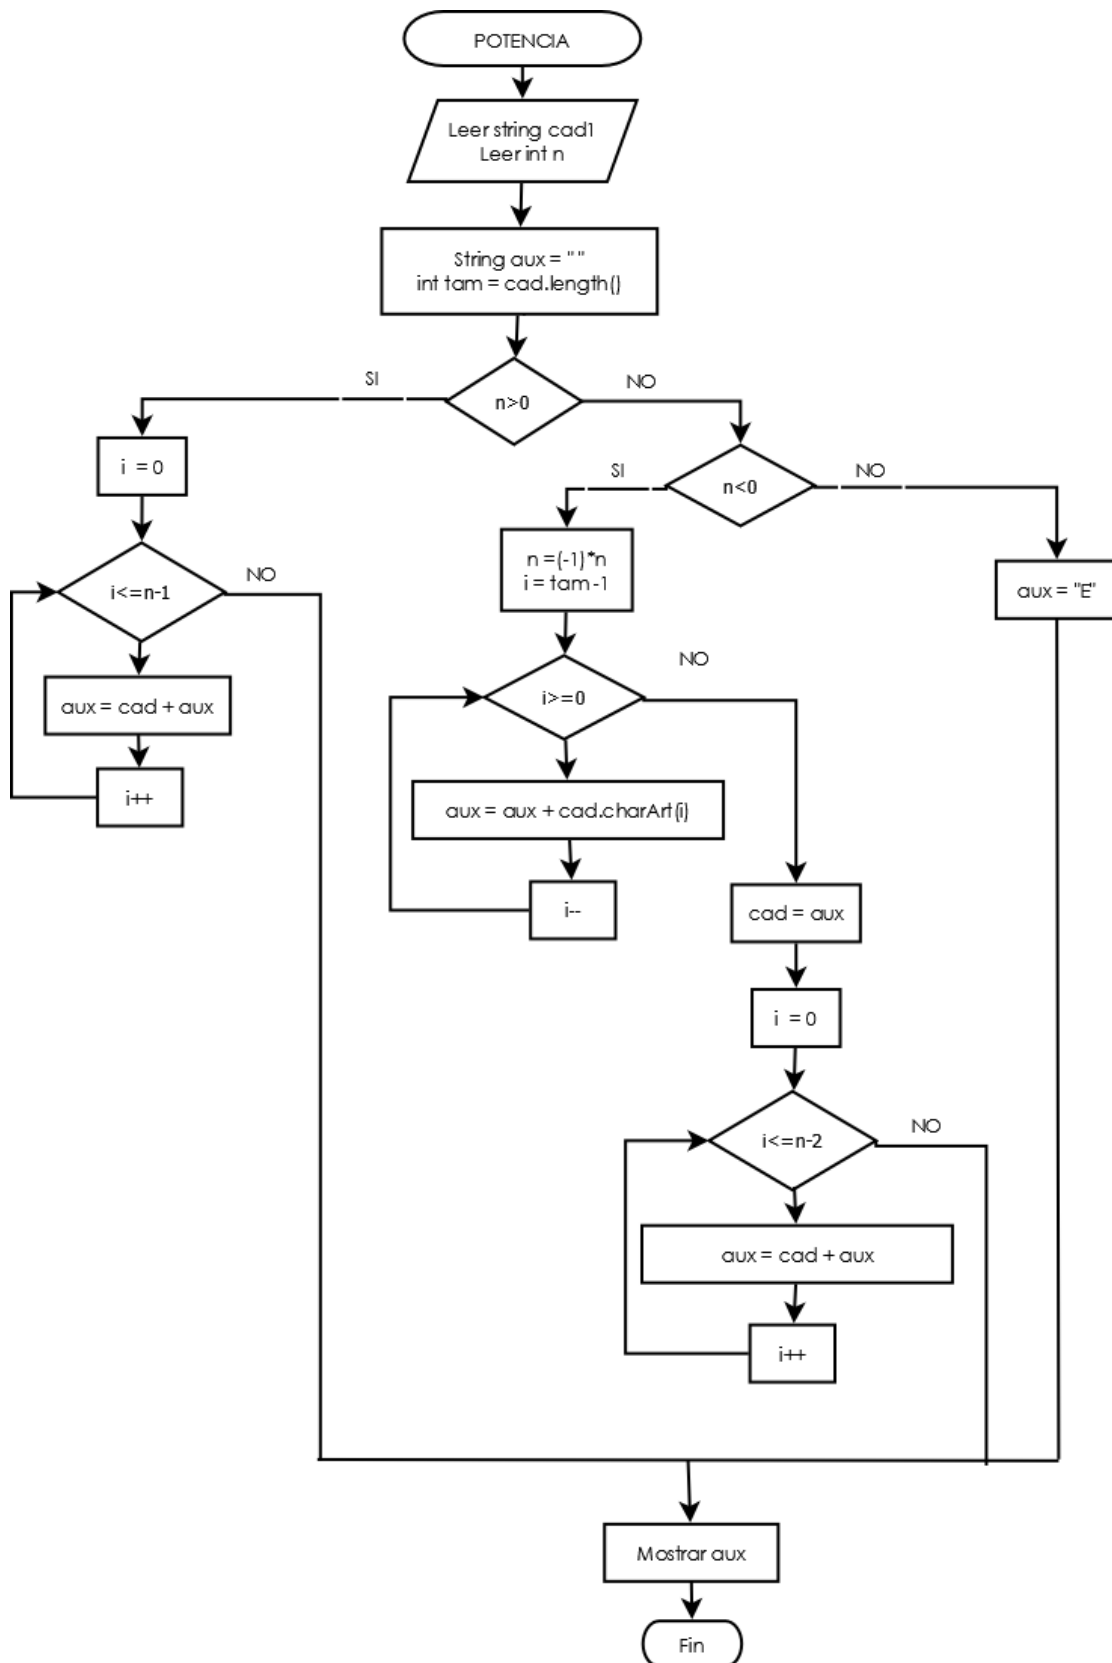 POTENCIA
Leer string cad1
Leer int n
String aux = " "
int tam = cad.length()
n>0
SI
NO
i = 0
i<=n-1
NO
aux = cad + aux
i++
n<0
SI
NO
n =(-1)*n
i = tam -1
i>=0
NO
aux = aux + cad.charArt(i)
i--
cad = aux
i = 0
i<=n-2
NO
aux = cad + aux
i++
aux = "E"
Mostrar aux
Fin